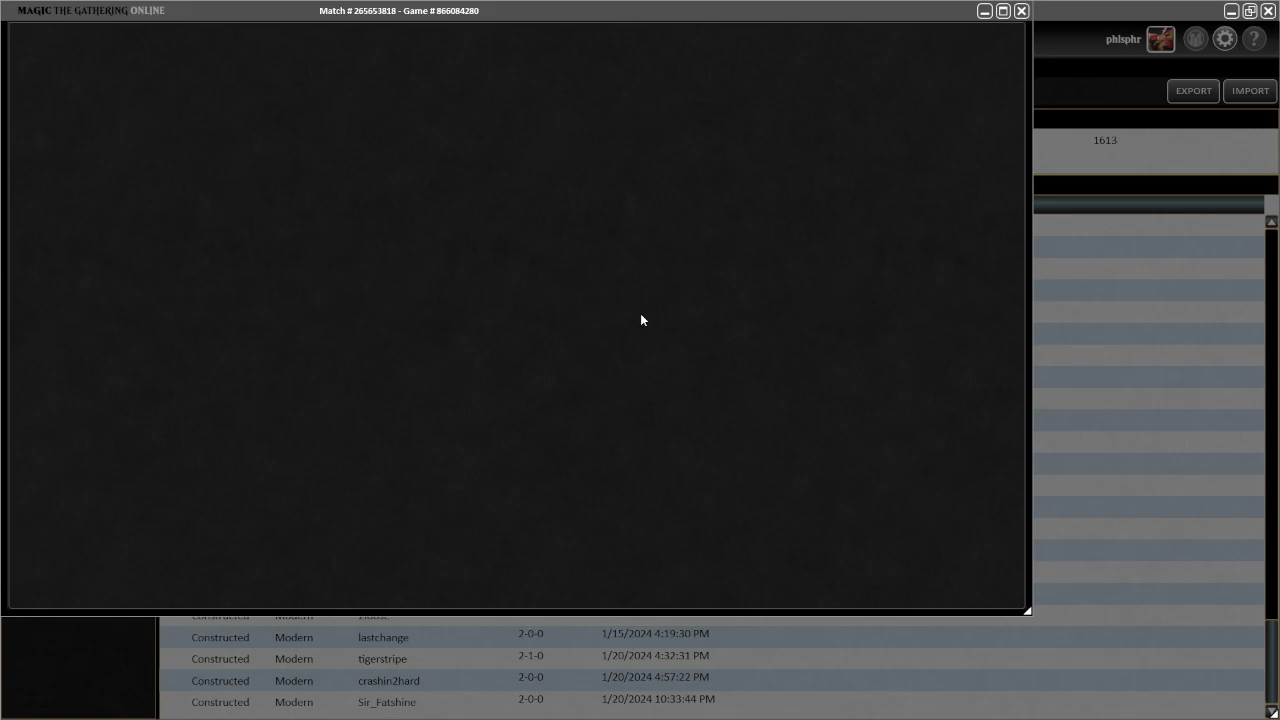 MAGIC THE GATHERING ONLINE
Match # 265653818 - Game # 866084280
phlsphr
EXPORT IMPORT
1613
Constructed Modern lastchange 2-0-0 1/15/2024 4:19:30 PM
Constructed Modern tigerstripe 2-1-0 1/20/2024 4:32:31 PM
Constructed Modern crashin2hard 2-0-0 1/20/2024 4:57:22 PM
Constructed Modern Sir_Fatshine 2-0-0 1/20/2024 10:33:44 PM